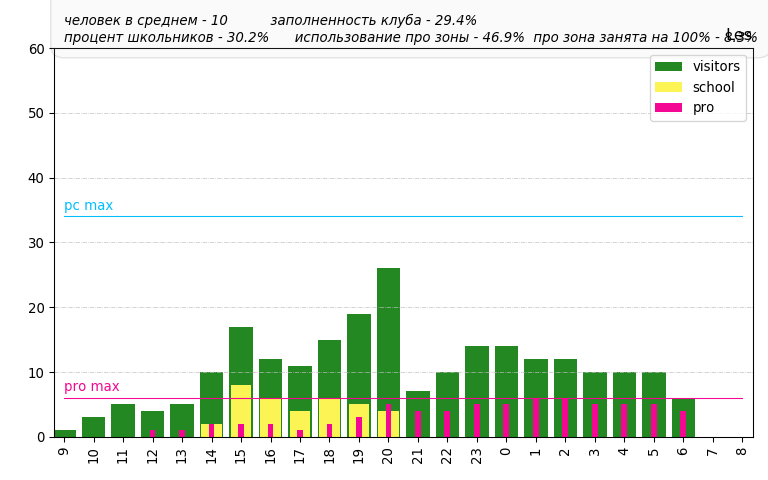 человек в среднем - 10 заполненность клуба - 29.4%
процент школьников - 30.2% использование про зоны - 46.9% про зона занята на 100% - 8.3%
Les
visitors
school
pro
60
50
40
30
20
10
0
pc max
pro max
9 10 11 12 13 14 15 16 17 18 19 20 21 22 23 0 1 2 3 4 5 6 7 8